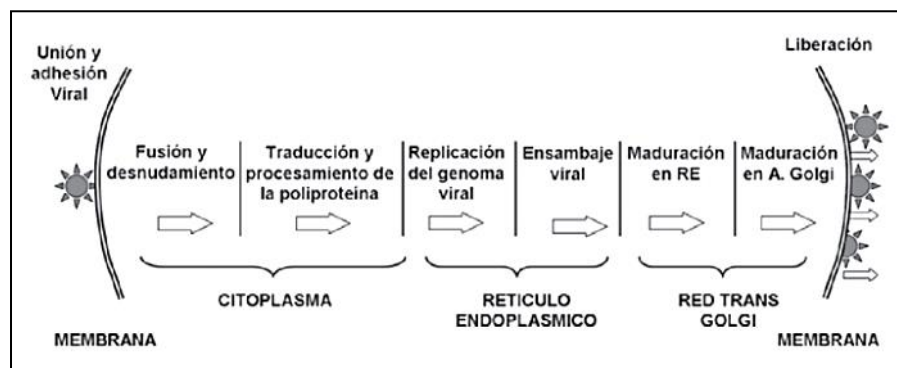 Unión y
adhesión
Viral
Liberación
Fusión y
desnudamiento
Traducción y
procesamiento de
la poliproteina
Replicación
del genoma
viral
Ensambaje
viral
Maduración
en RE
Maduración
en A. Golgi
CITOPLASMA
RETICULO
ENDOPLASMICO
RED TRANS
GOLGI
MEMBRANA
MEMBRANA